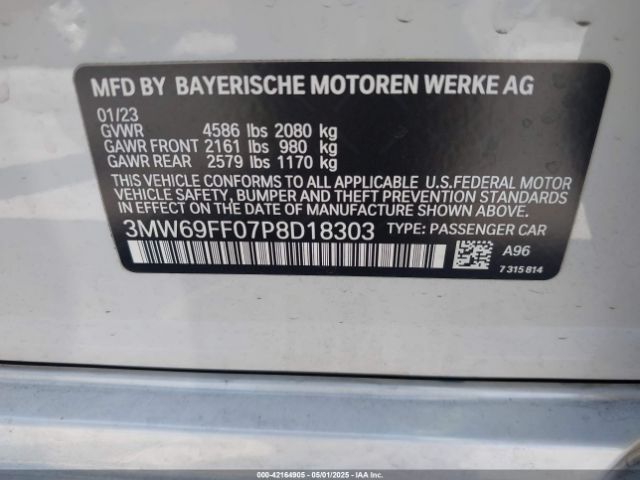 MFD BY BAYERISCHE MOTOREN WERKE AG
01/23
GVWR 4586 lbs 2080 kg
GAWR FRONT 2161 lbs 980 kg
GAWR REAR 2579 lbs 1170 kg
THIS VEHICLE CONFORMS TO ALL APPLICABLE U.S.FEDERAL MOTOR
VEHICLE SAFETY, BUMPER AND THEFT PREVENTION STANDARDS IN
EFFECT ON THE DATE OF MANUFACTURE SHOWN ABOVE.
3MW69FF07P8D18303 TYPE: PASSENGER CAR
A96
7 315 814
000-42164905 - 05/01/2025 - IAAI.COM